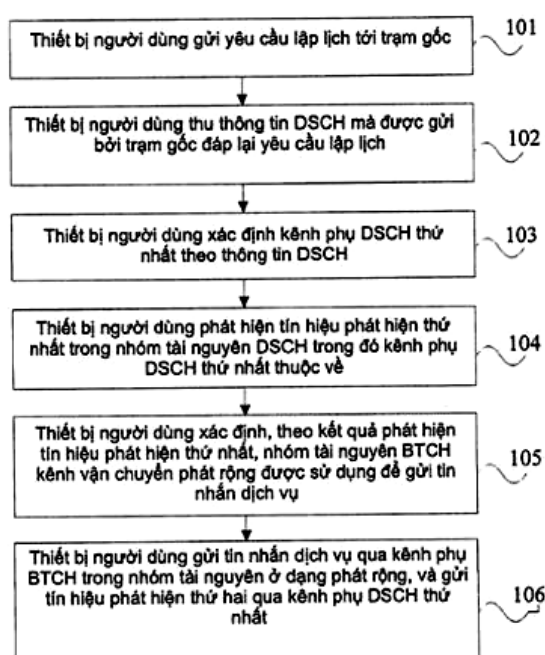 Thiết bị người dùng gửi yêu cầu lập lịch tới trạm gốc
101
Thiết bị người dùng thu thông tin DSCH mà được gửi
bởi trạm gốc đáp lại yêu cầu lập lịch
102
Thiết bị người dùng xác định kênh phụ DSCH thứ
nhất theo thông tin DSCH
103
Thiết bị người dùng phát hiện tín hiệu phát hiện thứ
nhất trong nhóm tài nguyên DSCH trong đó kênh phụ
DSCH thứ nhất thuộc về
104
Thiết bị người dùng xác định, theo kết quả phát hiện
tín hiệu phát hiện thứ nhất, nhóm tài nguyên BTCH
kênh vận chuyển phát rộng được sử dụng để gửi tin
nhắn dịch vụ
105
Thiết bị người dùng gửi tin nhắn dịch vụ qua kênh phụ
BTCH trong nhóm tài nguyên ở dạng phát rộng, và gửi
tín hiệu phát hiện thứ hai qua kênh phụ DSCH thứ
nhất
106